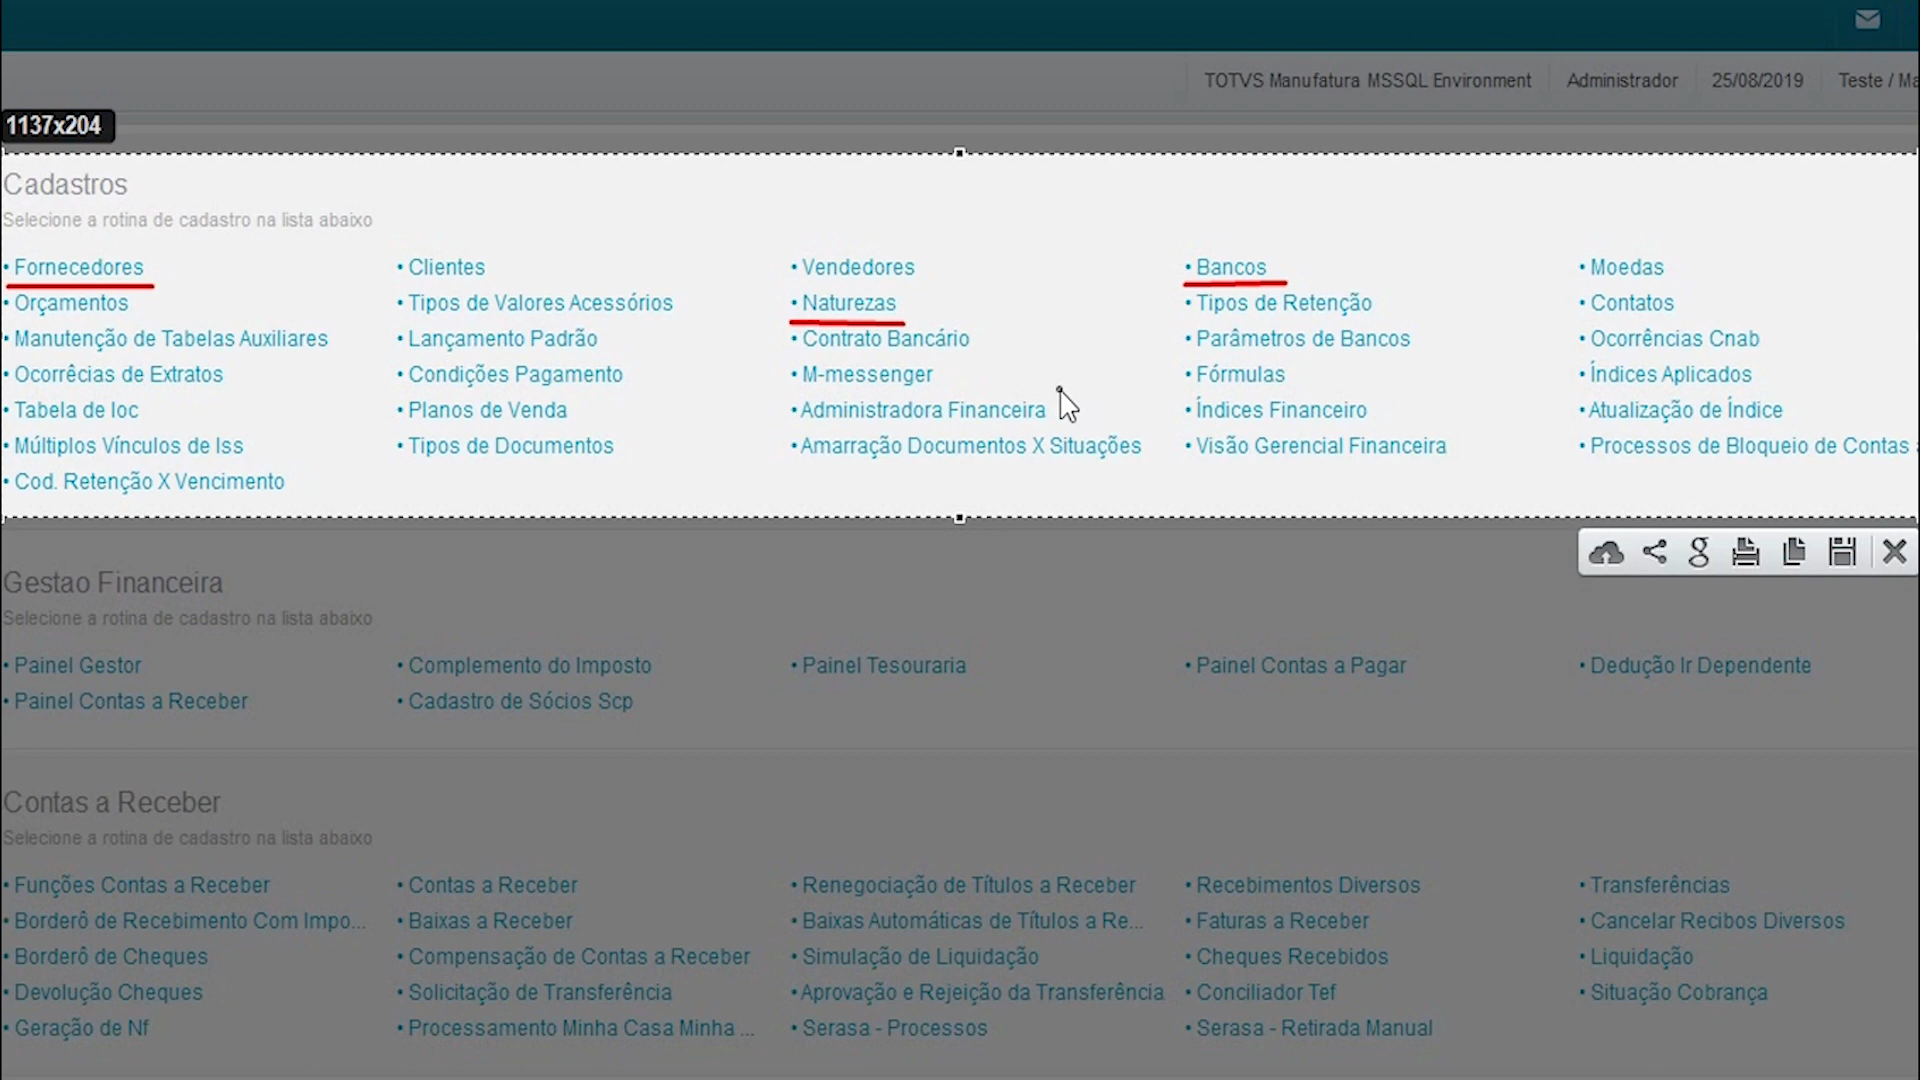 TOTVS Manufatura MSSQL Environment Administrador 25/08/2019 Teste /
1137x204
Cadastros
Selecione a rotina de cadastro na lista abaixo
• Fornecedores • Clientes • Vendedores • Bancos • Moedas
• Orçamentos • Tipos de Valores Acessórios • Naturezas • Tipos de Retenção • Contatos
• Manutenção de Tabelas Auxiliares • Lançamento Padrão • Contrato Bancário • Parâmetros de Bancos • Ocorrências Cnab
• Ocorrêcias de Extratos • Condições Pagamento • M-messenger • Fórmulas • Índices Aplicados
• Tabela de Ioc • Planos de Venda • Administradora Financeira • Índices Financeiro • Atualização de Índice
• Múltiplos Vínculos de Iss • Tipos de Documentos • Amarração Documentos X Situações • Visão Gerencial Financeira • Processos de Bloqueio de Contas
• Cod. Retenção X Vencimento
Gestao Financeira
Selecione a rotina de cadastro na lista abaixo
• Painel Gestor • Complemento do Imposto • Painel Tesouraria • Painel Contas a Pagar • Dedução Ir Dependente
• Painel Contas a Receber • Cadastro de Sócios Scp
Contas a Receber
Selecione a rotina de cadastro na lista abaixo
• Funções Contas a Receber • Contas a Receber • Renegociação de Títulos a Receber • Recebimentos Diversos • Transferências
• Borderô de Recebimento Com Impo... • Baixas a Receber • Baixas Automáticas de Títulos a Re... • Faturas a Receber • Cancelar Recibos Diversos
• Borderô de Cheques • Compensação de Contas a Receber • Simulação de Liquidação • Cheques Recebidos • Liquidação
• Devolução Cheques • Solicitação de Transferência • Aprovação e Rejeição da Transferência • Conciliador Tef • Situação Cobrança
• Geração de Nf • Processamento Minha Casa Minha ... • Serasa - Processos • Serasa - Retirada Manual